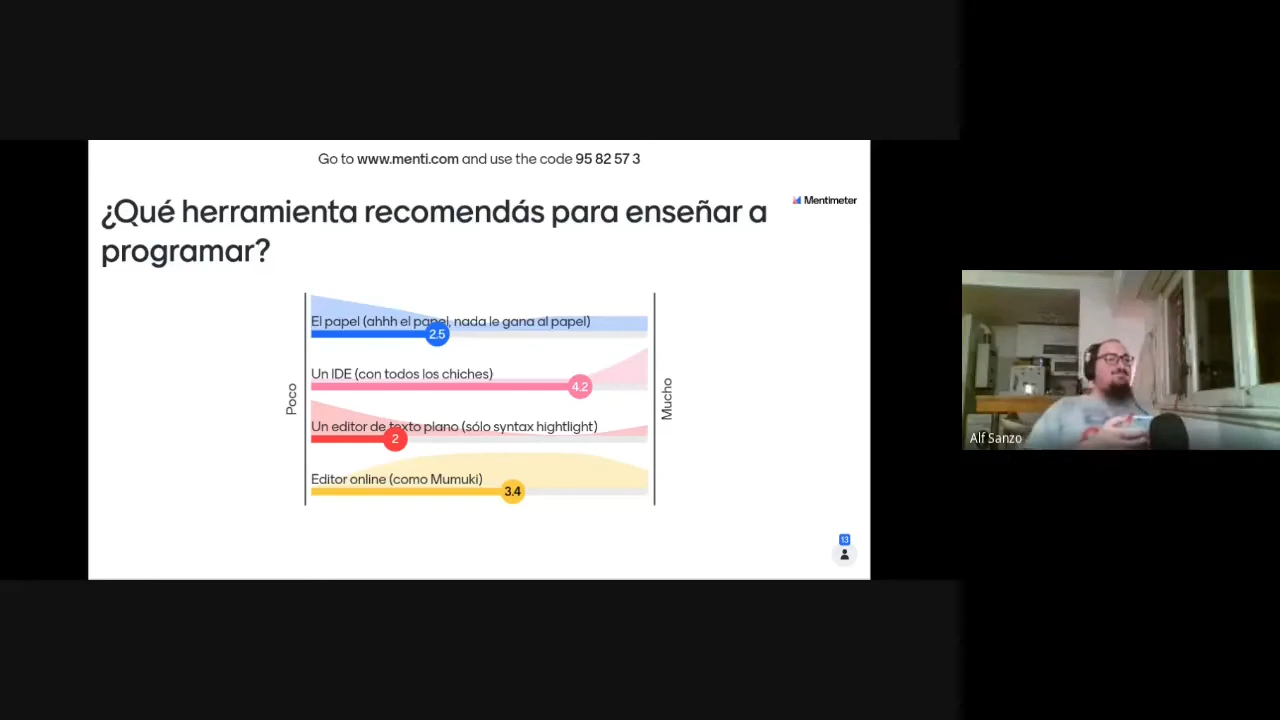 Go to www.menti.com and use the code 95 82 57 3
¿Qué herramienta recomendás para enseñar a
programar?
Mentimeter
El papel (ahhh el papel, nada le gana al papel)
2.5
Un IDE (con todos los chiches)
4.2
Poco
Mucho
Un editor de texto plano (sólo syntax hightlight)
2
Editor online (como Mumuki)
3.4
13
Alf Sanzo